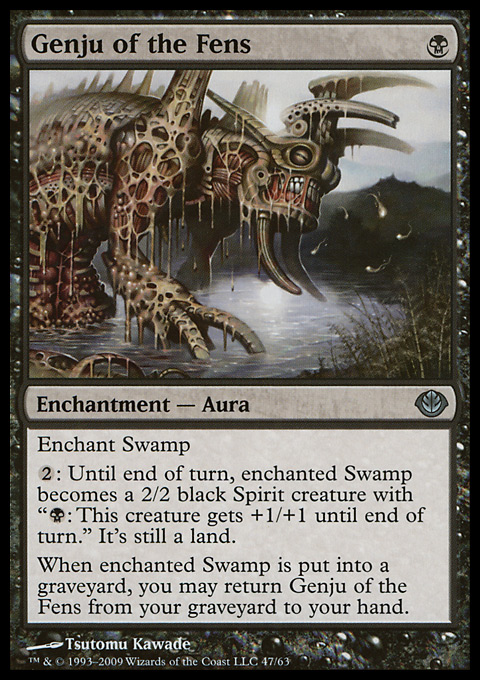 Genju of the Fens
Enchantment — Aura
Enchant Swamp
2: Until end of turn, enchanted Swamp
becomes a 2/2 black Spirit creature with
“: This creature gets +1/+1 until end of
turn.” It's still a land.
When enchanted Swamp is put into a
graveyard, you may return Genju of the
Fens from your graveyard to your hand.
Tsutomu Kawade
™ & © 1993–2009 Wizards of the Coast LLC 47/63